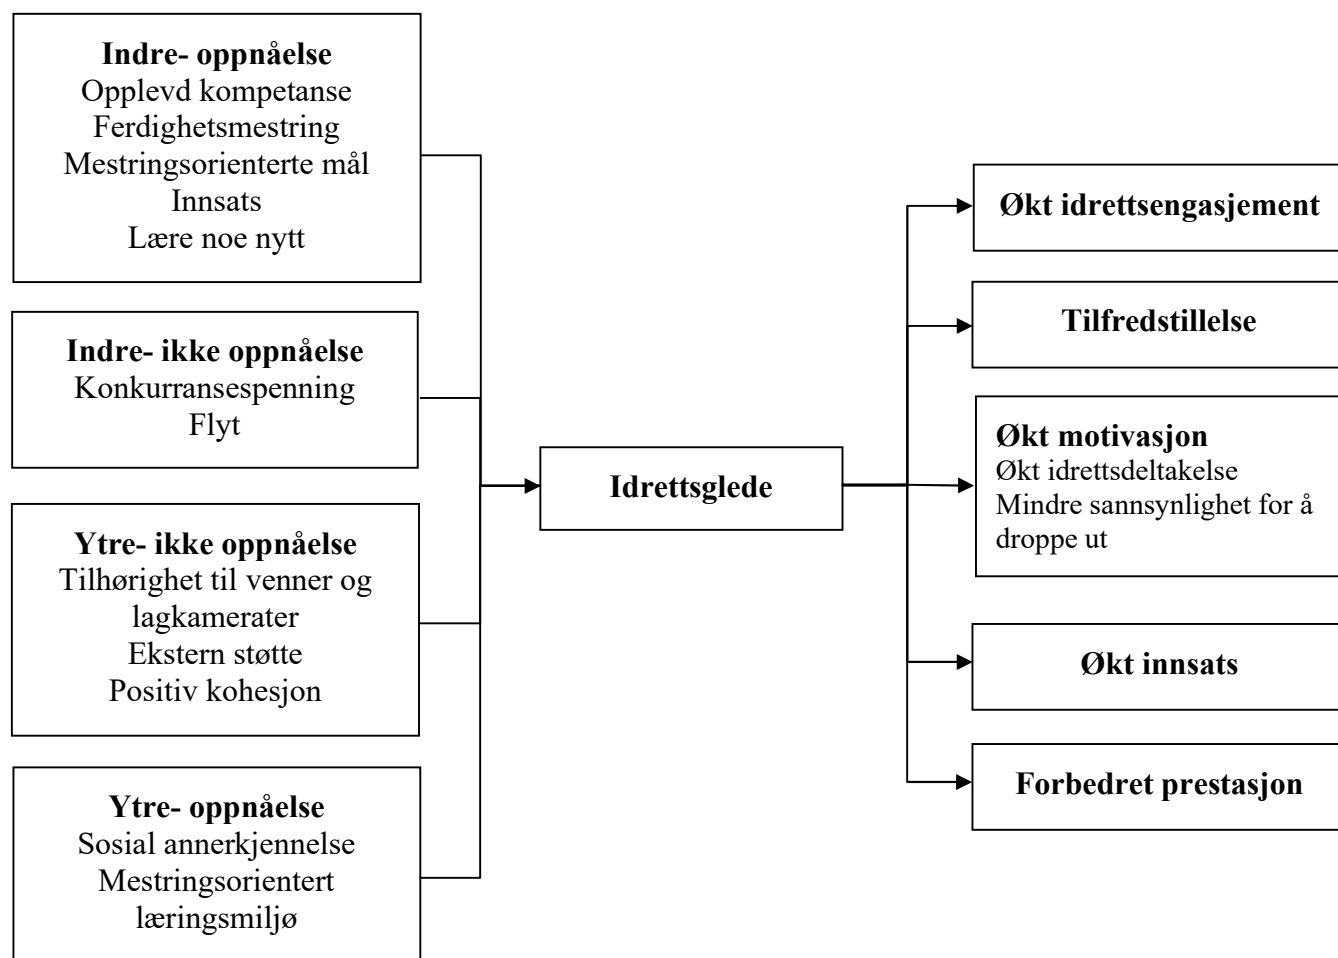 Indre- oppnåelse
Opplevd kompetanse
Ferdighetsmestring
Mestringsorienterte mål
Innsats
Lære noe nytt
Indre- ikke oppnåelse
Konkurransespenning
Flyt
Ytre- ikke oppnåelse
Tilhørighet til venner og
lagkamerater
Ekstern støtte
Positiv kohesjon
Ytre- oppnåelse
Sosial annerkjennelse
Mestringsorientert
læringsmiljø
Idrettsglede
Økt idrettsengasjement
Tilfredstillelse
Økt motivasjon
Økt idrettsdeltakelse
Mindre sannsynlighet for å
droppe ut
Økt innsats
Forbedret prestasjon